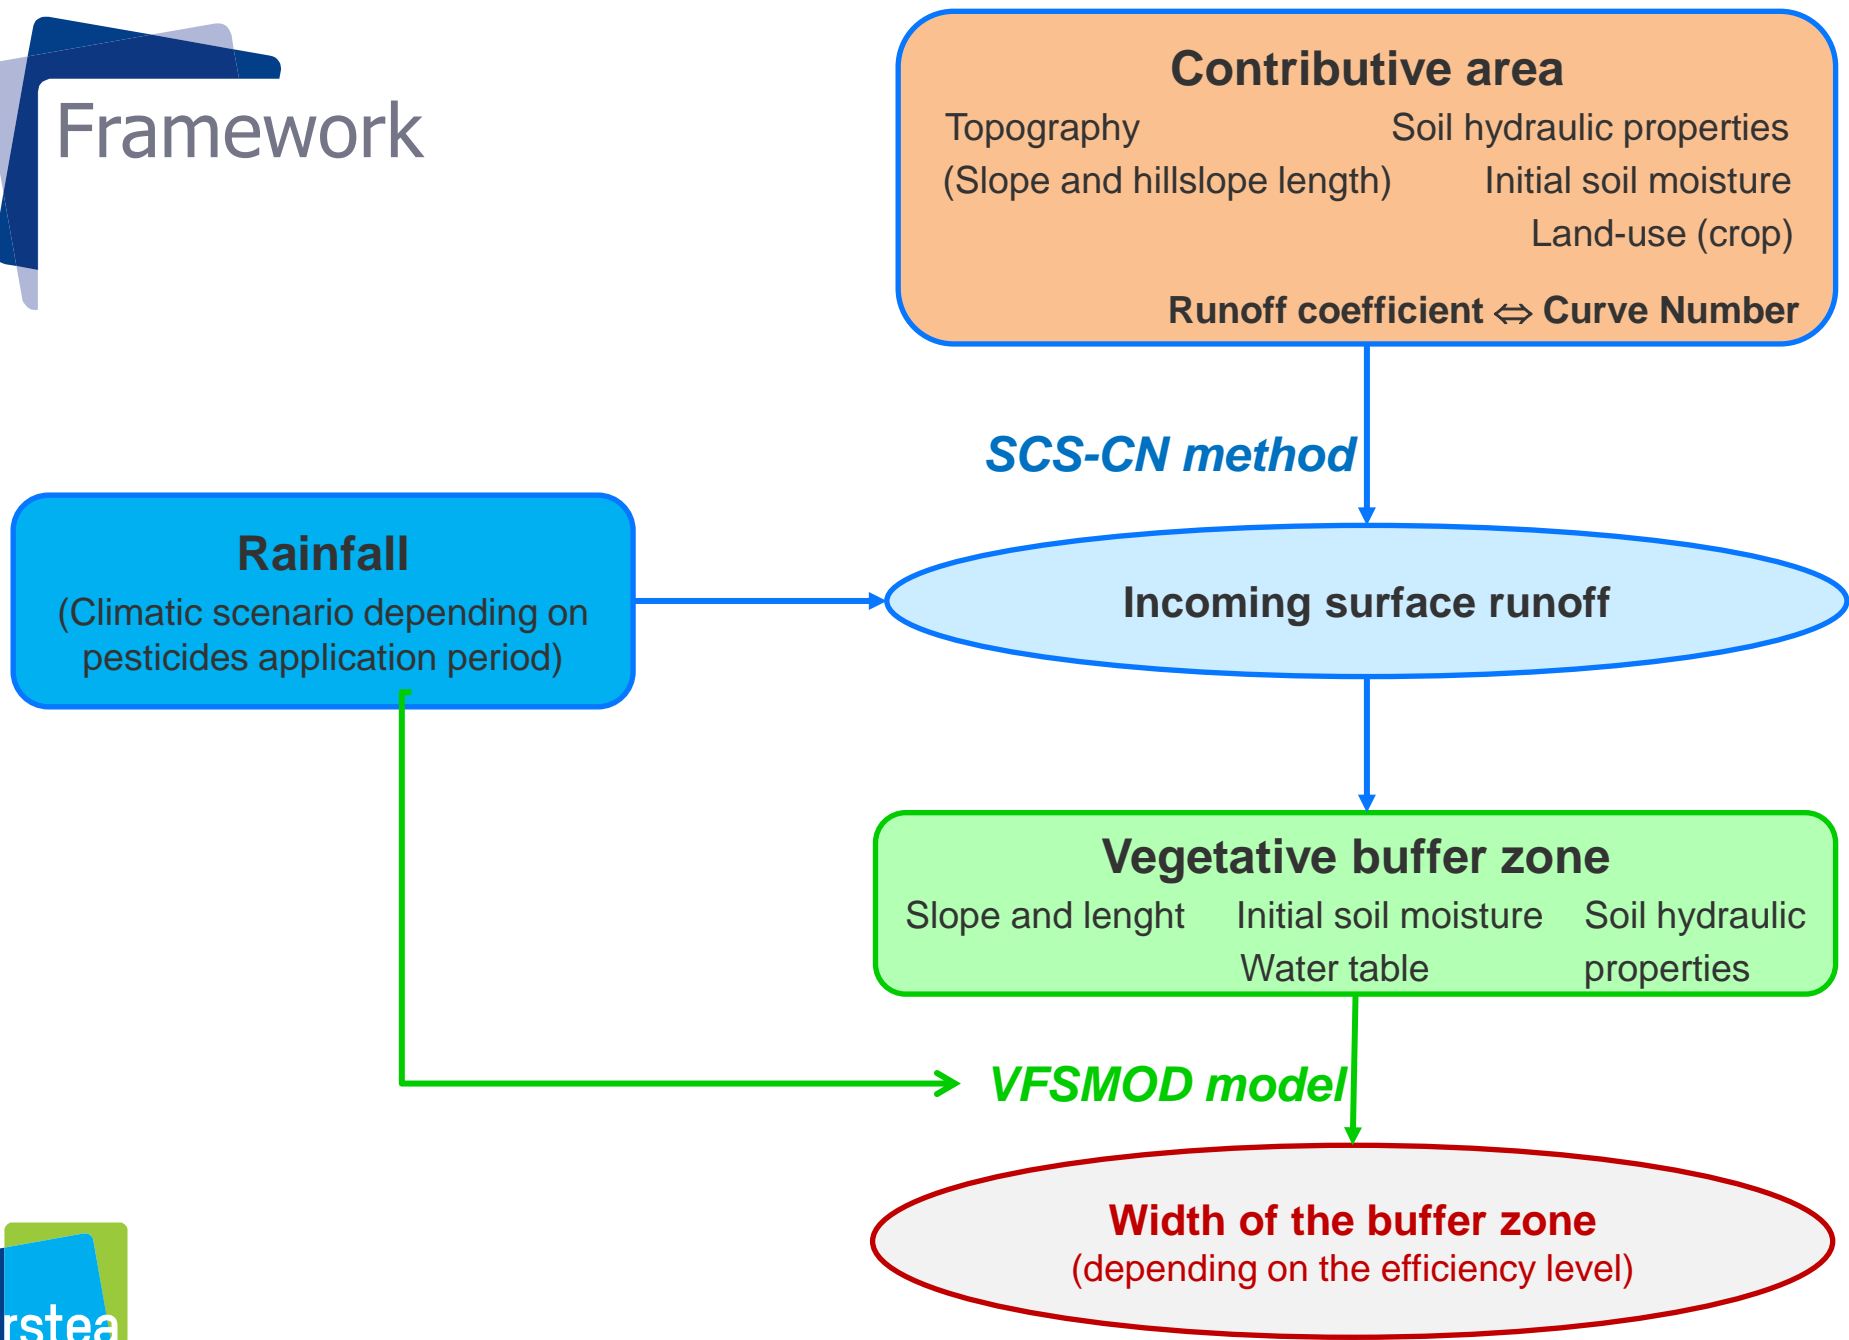 Framework
Contributive area
Topography Soil hydraulic properties
(Slope and hillslope length) Initial soil moisture
Land-use (crop)
Runoff coefficient ⇔ Curve Number
SCS-CN method
Rainfall
(Climatic scenario depending on
pesticides application period)
Incoming surface runoff
Vegetative buffer zone
Slope and lenght Initial soil moisture Soil hydraulic
Water table properties
VFSMOD model
Width of the buffer zone
(depending on the efficiency level)
rstea